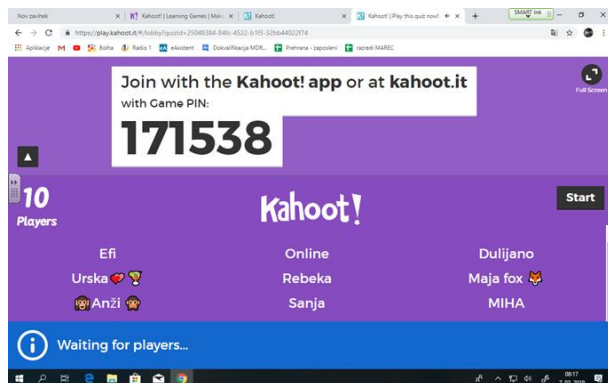 Nov zavihek
Kahoot! | Learning Games | Make
Kahoot!
Kahoot! | Play this quiz now!
SMART Ink
https://play.kahoot.it/#/lobby?quizId=25048384-84fc-4522-b1f3-32bb44022f74
Aplikacije
Bolha
Radio 1
eAsistent
Dokvalifikacija MDR...
Prehrana - zaposleni
razredi MAREC
Join with the Kahoot! app or at kahoot.it
with Game PIN:
171538
Full Screen
10
Players
Kahoot!
Start
Efi
Online
Dulijano
Urska💕🏆
Rebeka
Maja fox 🦊
🙉Anži 🙊
Sanja
MIHA
Waiting for players...
08:17